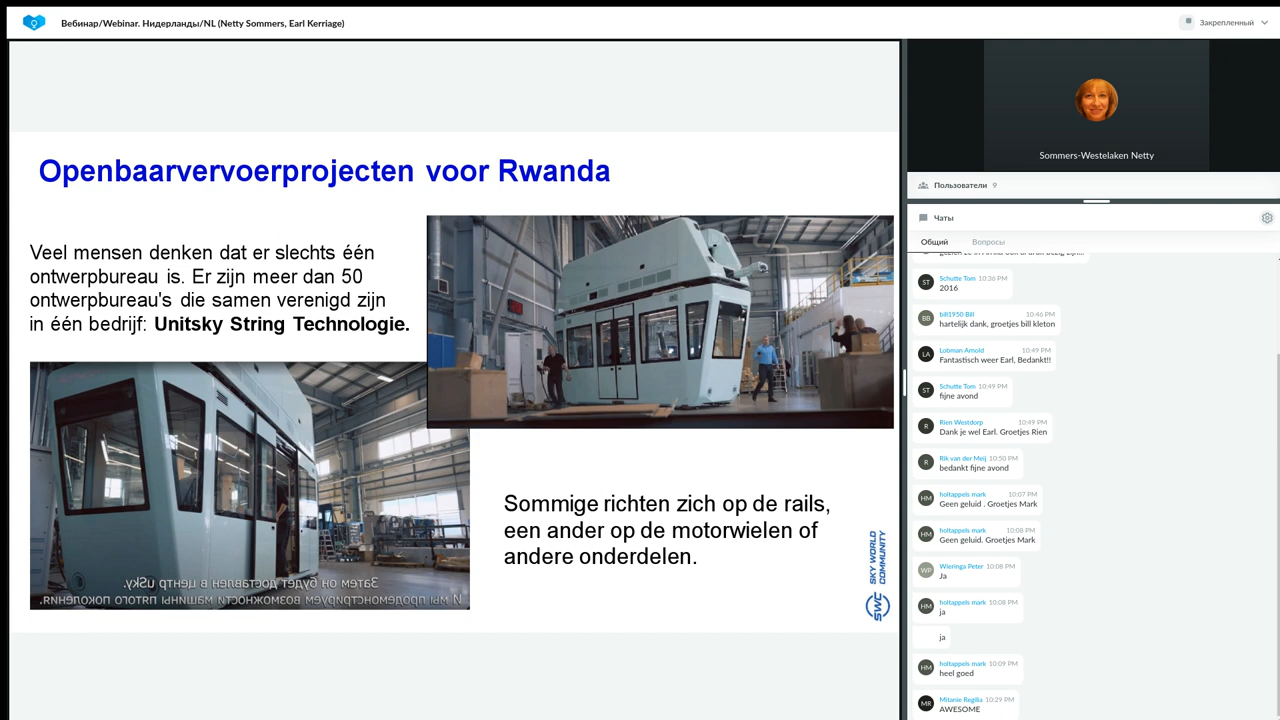 Вебинар/Webinar. Нидерланды/NL (Netty Sommers, Earl Kerriage)
Закрепленный
Openbaarvervoerprojecten voor Rwanda
Veel mensen denken dat er slechts één
ontwerpbureau is. Er zijn meer dan 50
ontwerpbureau's die samen verenigd zijn
in één bedrijf: Unitsky String Technologie.
Затем он будет доставлен в центр uSky,
И мы продемонстрируем возможности машины пятого поколения.
Sommige richten zich op de rails,
een ander op de motorwielen of
andere onderdelen.
SWC SKY WORLD
COMMUNITY
Sommers-Westelaken Netty
Пользователи 9
Чаты
Общий Вопросы
ST Schutte Tom 10:36 PM
2016
BB bill1950 Bill 10:46 PM
hartelijk dank, groetjes bill kleton
LA Lobman Arnold 10:49 PM
Fantastisch weer Earl, Bedankt!!
ST Schutte Tom 10:49 PM
fijne avond
R Rien Westdorp 10:49 PM
Dank je wel Earl. Groetjes Rien
R Rik van der Meij 10:50 PM
bedankt fijne avond
HM holtappels mark 10:07 PM
Geen geluid . Groetjes Mark
HM holtappels mark 10:08 PM
Geen geluid. Groetjes Mark
WP Wieringa Peter 10:08 PM
Ja
HM holtappels mark 10:08 PM
ja
ja
HM holtappels mark 10:09 PM
heel goed
MR Mitanie Regilia 10:29 PM
AWESOME